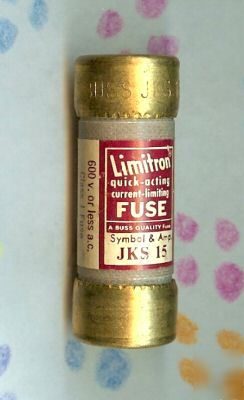 BUSS JKS
Limitron
quick-acting
current-limiting
FUSE
A BUSS QUALITY FUSE
Symbol & Amp.
JKS 15
600 v. or less a.c.
Class J Fuse